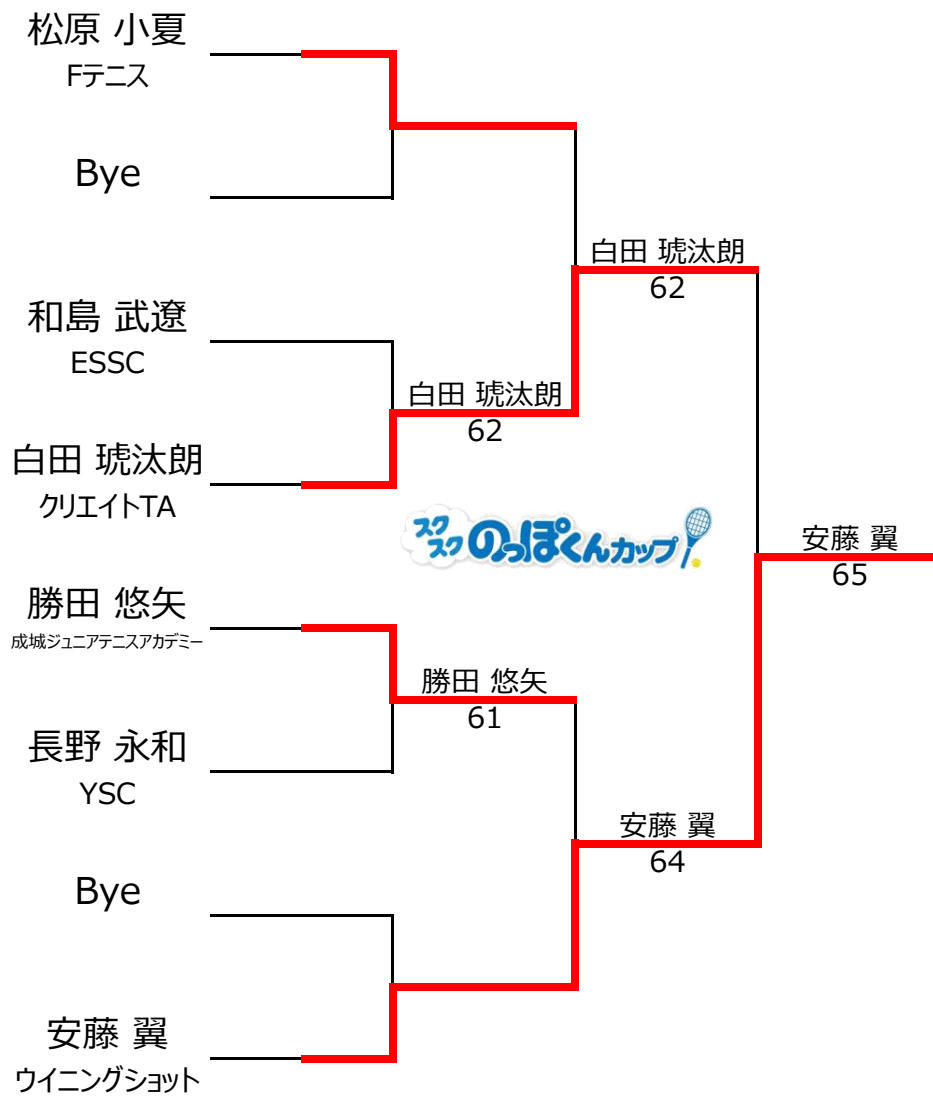 松原 小夏
Fテニス
Bye
和島 武遼
ESSC
白田 琥汰朗
クリエイトTA
勝田 悠矢
成城ジュニアテニスアカデミー
長野 永和
YSC
Bye
安藤 翼
ウイニングショット
白田 琥汰朗
62
勝田 悠矢
61
白田 琥汰朗
62
安藤 翼
64
安藤 翼
65
スクスク
のっぽくんカップ